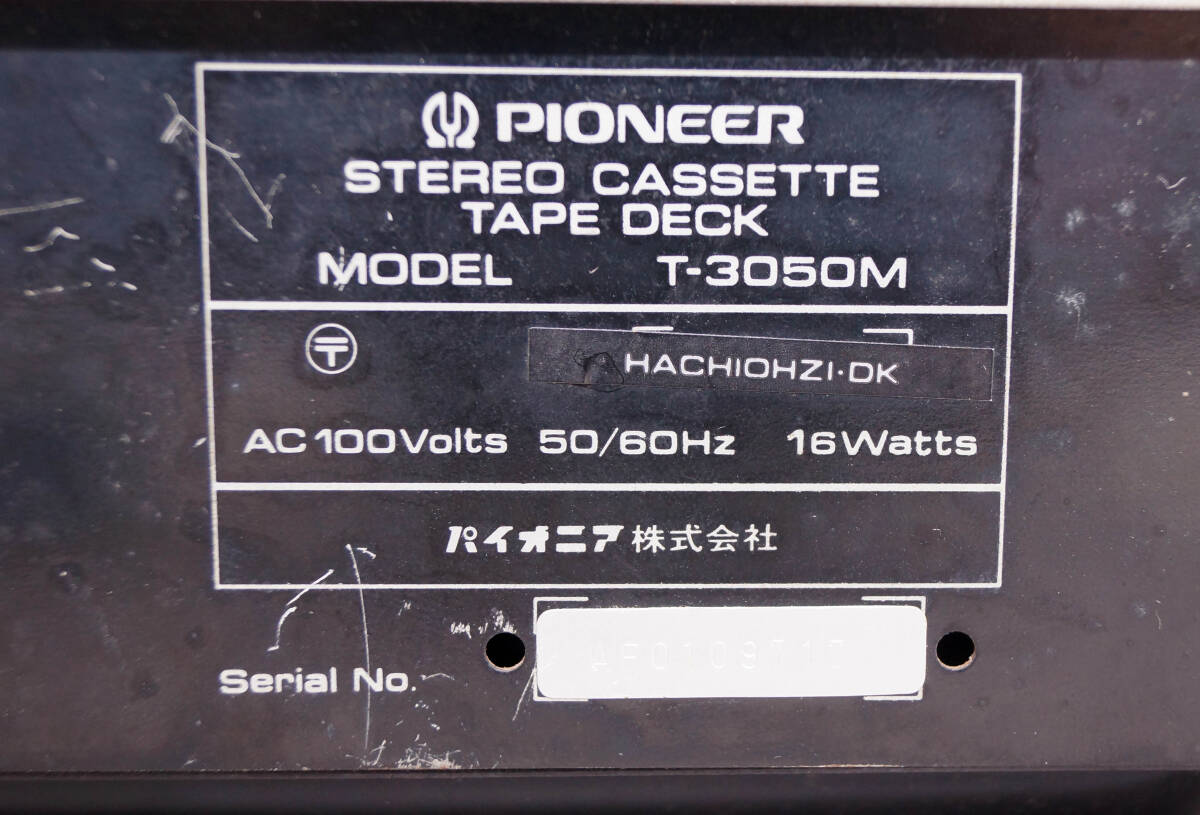 PIONEER
STEREO CASSETTE
TAPE DECK
MODEL T-3050M
〒 HACHIOHZI·DK
AC 100Volts 50/60Hz 16Watts
パイオニア株式会社
Serial No.